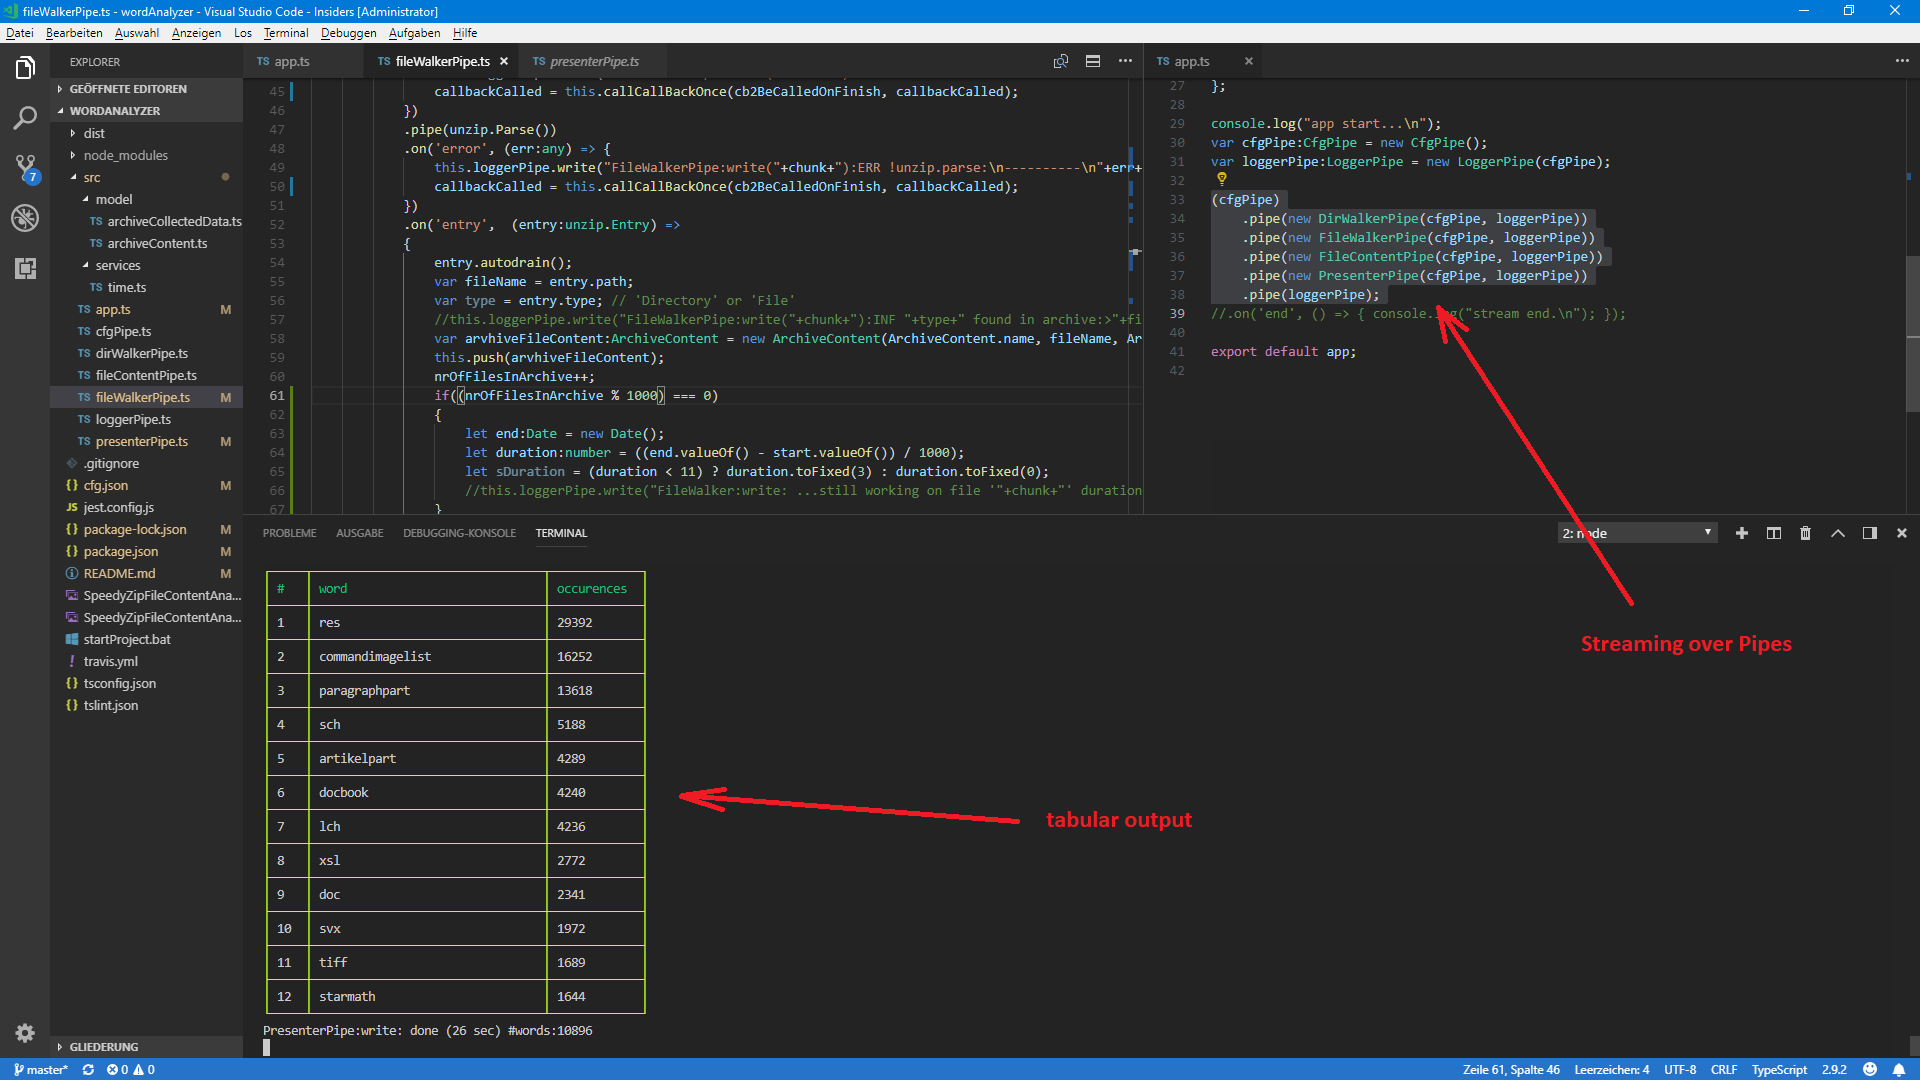 fileWalkerPipe.ts - wordAnalyzer - Visual Studio Code - Insiders [Administrator]
Datei Bearbeiten Auswahl Anzeigen Los Terminal Debuggen Aufgaben Hilfe
EXPLORER
GEÖFFNETE EDITOREN
WORDANALYZER
dist
node_modules
src
model
TS archiveCollectedData.ts
TS archiveContent.ts
services
TS time.ts
TS app.ts M
TS cfgPipe.ts
TS dirWalkerPipe.ts
TS fileContentPipe.ts
TS fileWalkerPipe.ts M
TS loggerPipe.ts
TS presenterPipe.ts M
.gitignore
{} cfg.json M
JS jest.config.js
{} package-lock.json M
{} package.json M
README.md M
SpeedyZipFileContentAna...
SpeedyZipFileContentAna...
startProject.bat
! travis.yml
{} tsconfig.json
{} tslint.json
GLIEDERUNG
7
TS app.ts TS fileWalkerPipe.ts TS presenterPipe.ts
45 callbackCalled = this.callCallBackOnce(cb2BeCalledOnFinish, callbackCalled);
46 })
47 .pipe(unzip.Parse())
48 .on('error', (err:any) => {
49 this.loggerPipe.write("FileWalkerPipe:write("+chunk+"):ERR !unzip.parse:\n----------\n"+err+
50 callbackCalled = this.callCallBackOnce(cb2BeCalledOnFinish, callbackCalled);
51 })
52 .on('entry', (entry:unzip.Entry) =>
53 {
54 entry.autodrain();
55 var fileName = entry.path;
56 var type = entry.type; // 'Directory' or 'File'
57 //this.loggerPipe.write("FileWalkerPipe:write("+chunk+"):INF "+type+" found in archive:>"+fi
58 var arvhiveFileContent:ArchiveContent = new ArchiveContent(ArchiveContent.name, fileName, Ar
59 this.push(arvhiveFileContent);
60 nrOfFilesInArchive++;
61 if((nrOfFilesInArchive % 1000) === 0)
62 {
63 let end:Date = new Date();
64 let duration:number = ((end.valueOf() - start.valueOf()) / 1000);
65 let sDuration = (duration < 11) ? duration.toFixed(3) : duration.toFixed(0);
66 //this.loggerPipe.write("FileWalker:write: ...still working on file '"+chunk+"' duration
67 }
TS app.ts
27 };
28
29 console.log("app start...\n");
30 var cfgPipe:CfgPipe = new CfgPipe();
31 var loggerPipe:LoggerPipe = new LoggerPipe(cfgPipe);
32
33 (cfgPipe)
34 .pipe(new DirWalkerPipe(cfgPipe, loggerPipe))
35 .pipe(new FileWalkerPipe(cfgPipe, loggerPipe))
36 .pipe(new FileContentPipe(cfgPipe, loggerPipe))
37 .pipe(new PresenterPipe(cfgPipe, loggerPipe))
38 .pipe(loggerPipe);
39 //.on('end', () => { console.log("stream end.\n"); });
40
41 export default app;
42
Streaming over Pipes
PROBLEME AUSGABE DEBUGGING-KONSOLE TERMINAL
2: node
# word occurences
1 res 29392
2 commandimagelist 16252
3 paragraphpart 13618
4 sch 5188
5 artikelpart 4289
6 docbook 4240
7 lch 4236
8 xsl 2772
9 doc 2341
10 svx 1972
11 tiff 1689
12 starmath 1644
tabular output
PresenterPipe:write: done (26 sec) #words:10896
master* 0 0
Zeile 61, Spalte 46 Leerzeichen: 4 UTF-8 CRLF TypeScript 2.9.2